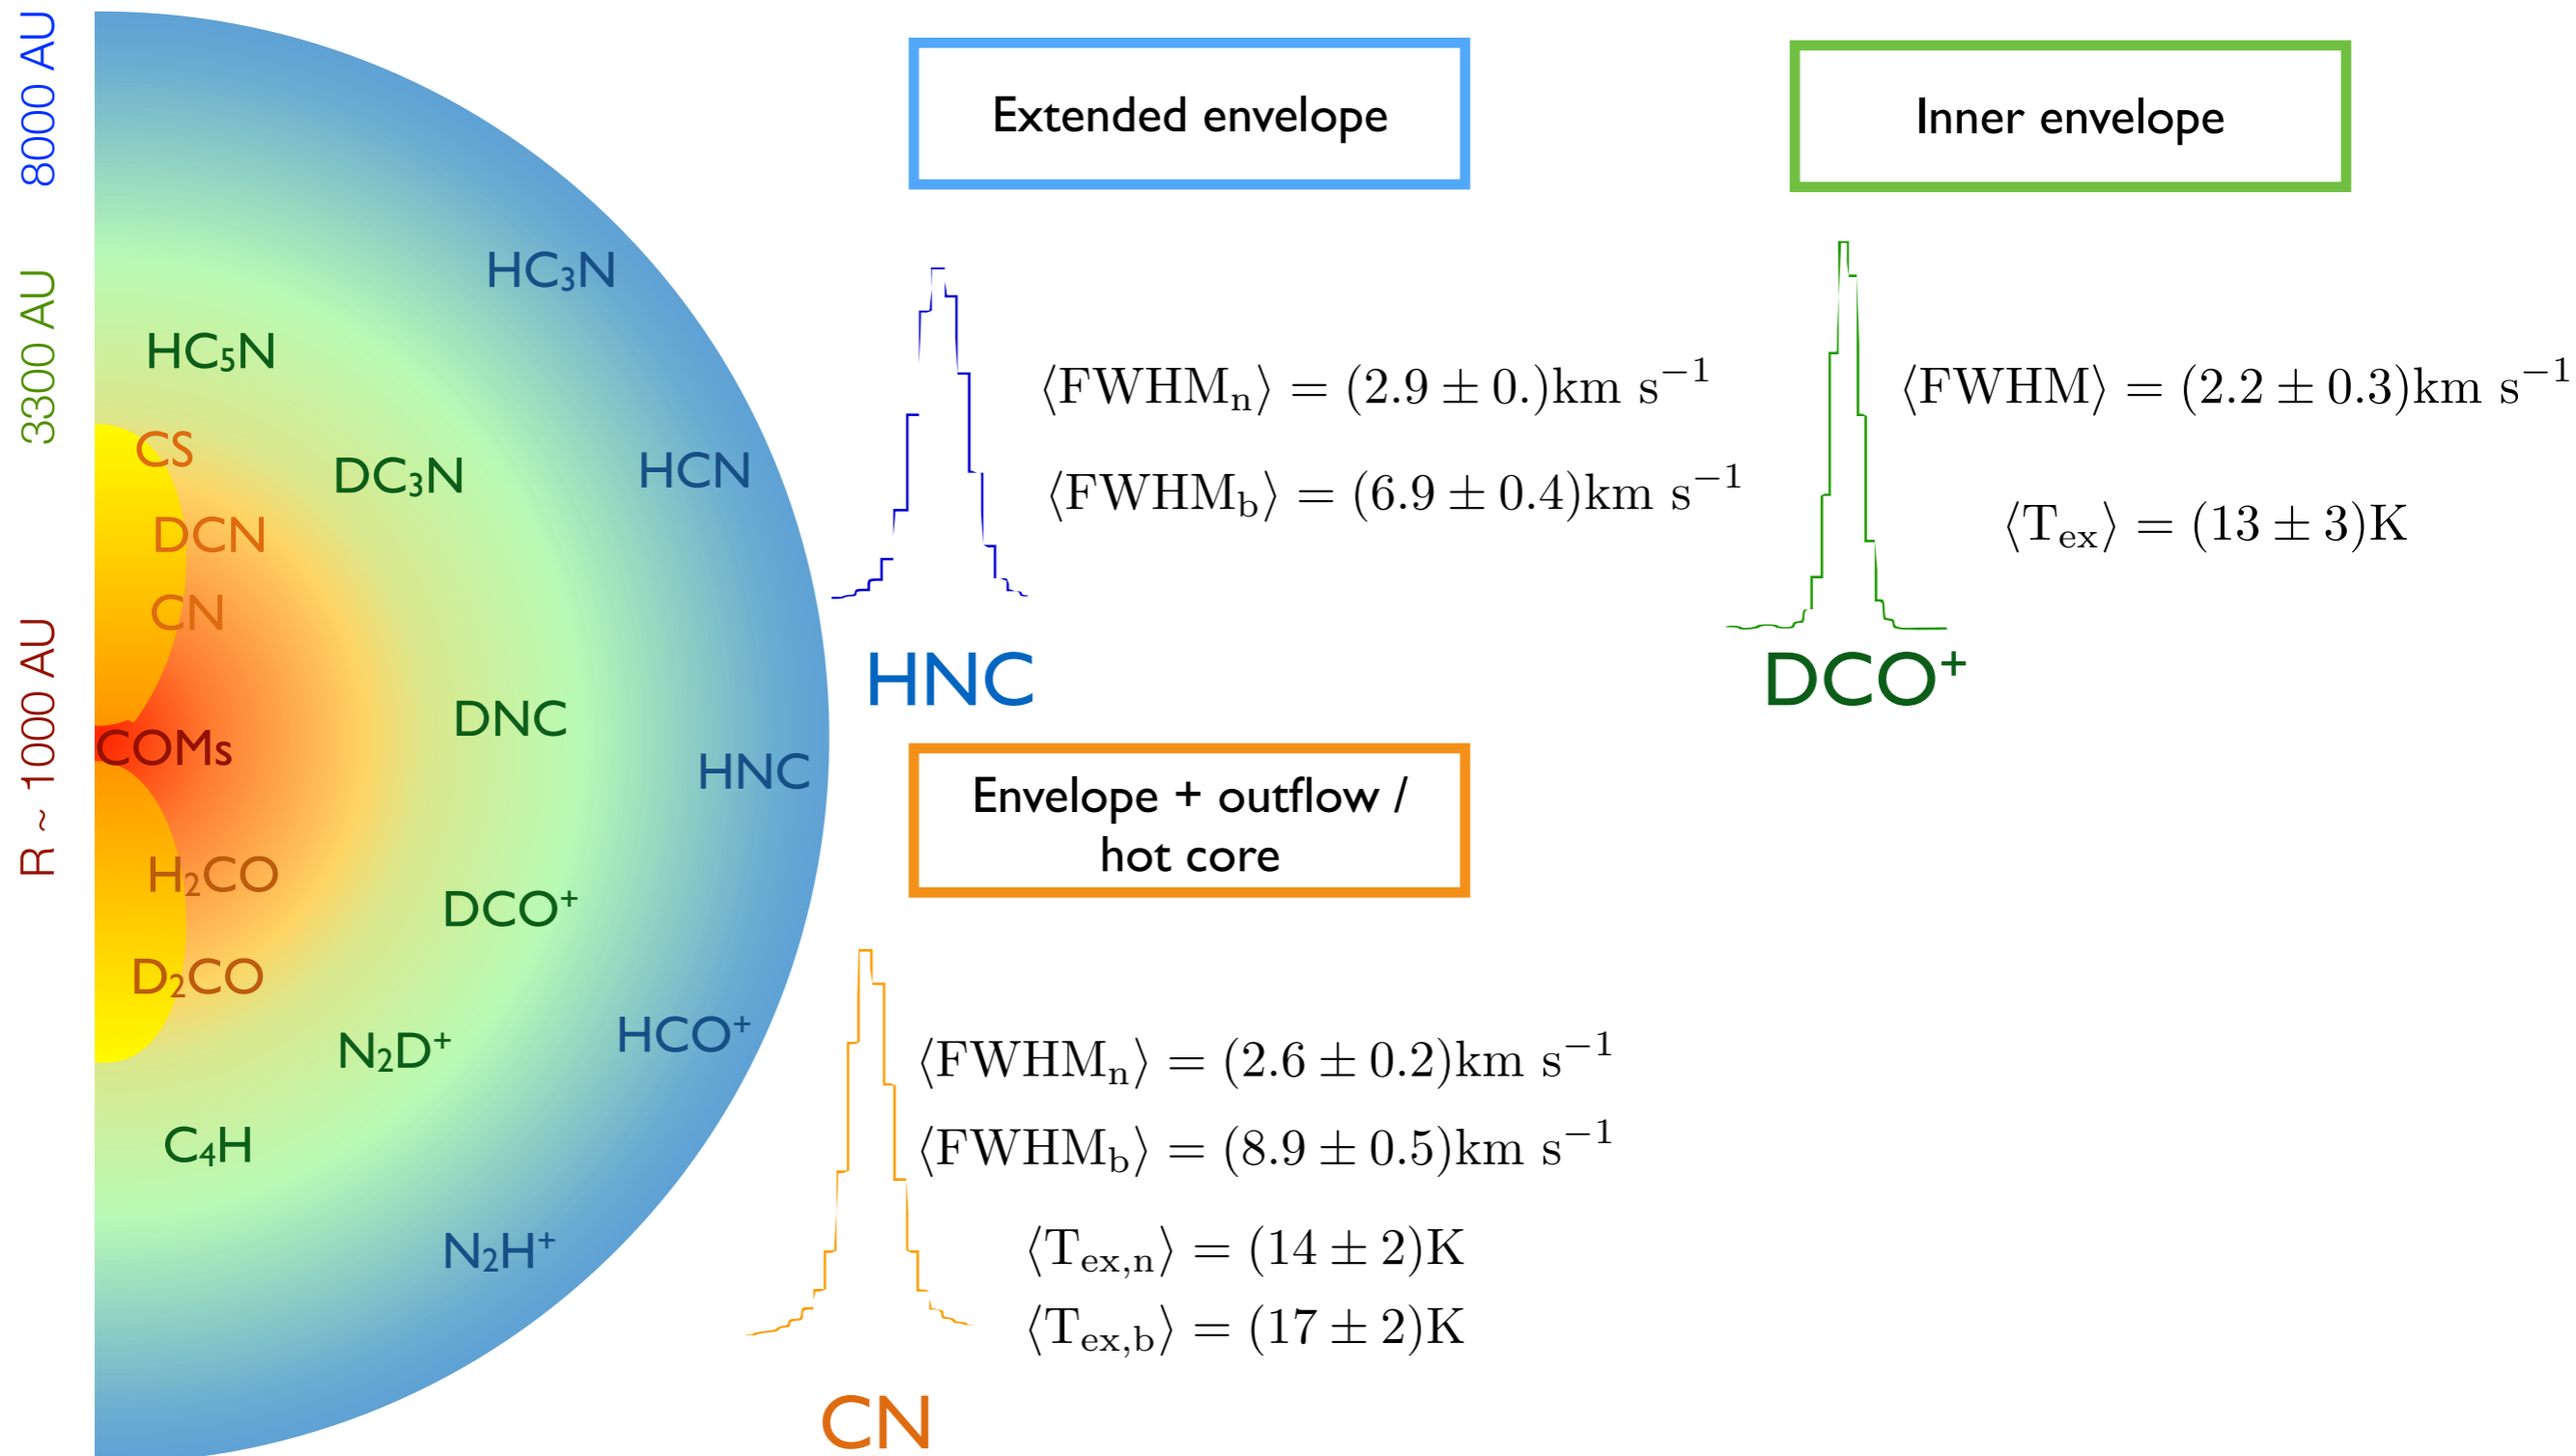 8000 AU
3300 AU
R ~ 1000 AU
HC₃N
HC₅N
CS
DC₃N
HCN
DCN
CN
DNC
COMs
HNC
H₂CO
DCO⁺
D₂CO
HCO⁺
N₂D⁺
C₄H
N₂H⁺
Extended envelope
⟨FWHMₙ⟩ = (2.9 ± 0.)km s⁻¹
⟨FWHM_b⟩ = (6.9 ± 0.4)km s⁻¹
HNC
Inner envelope
⟨FWHM⟩ = (2.2 ± 0.3)km s⁻¹
⟨T_ex⟩ = (13 ± 3)K
DCO⁺
Envelope + outflow /
hot core
⟨FWHMₙ⟩ = (2.6 ± 0.2)km s⁻¹
⟨FWHM_b⟩ = (8.9 ± 0.5)km s⁻¹
⟨T_ex,n⟩ = (14 ± 2)K
⟨T_ex,b⟩ = (17 ± 2)K
CN